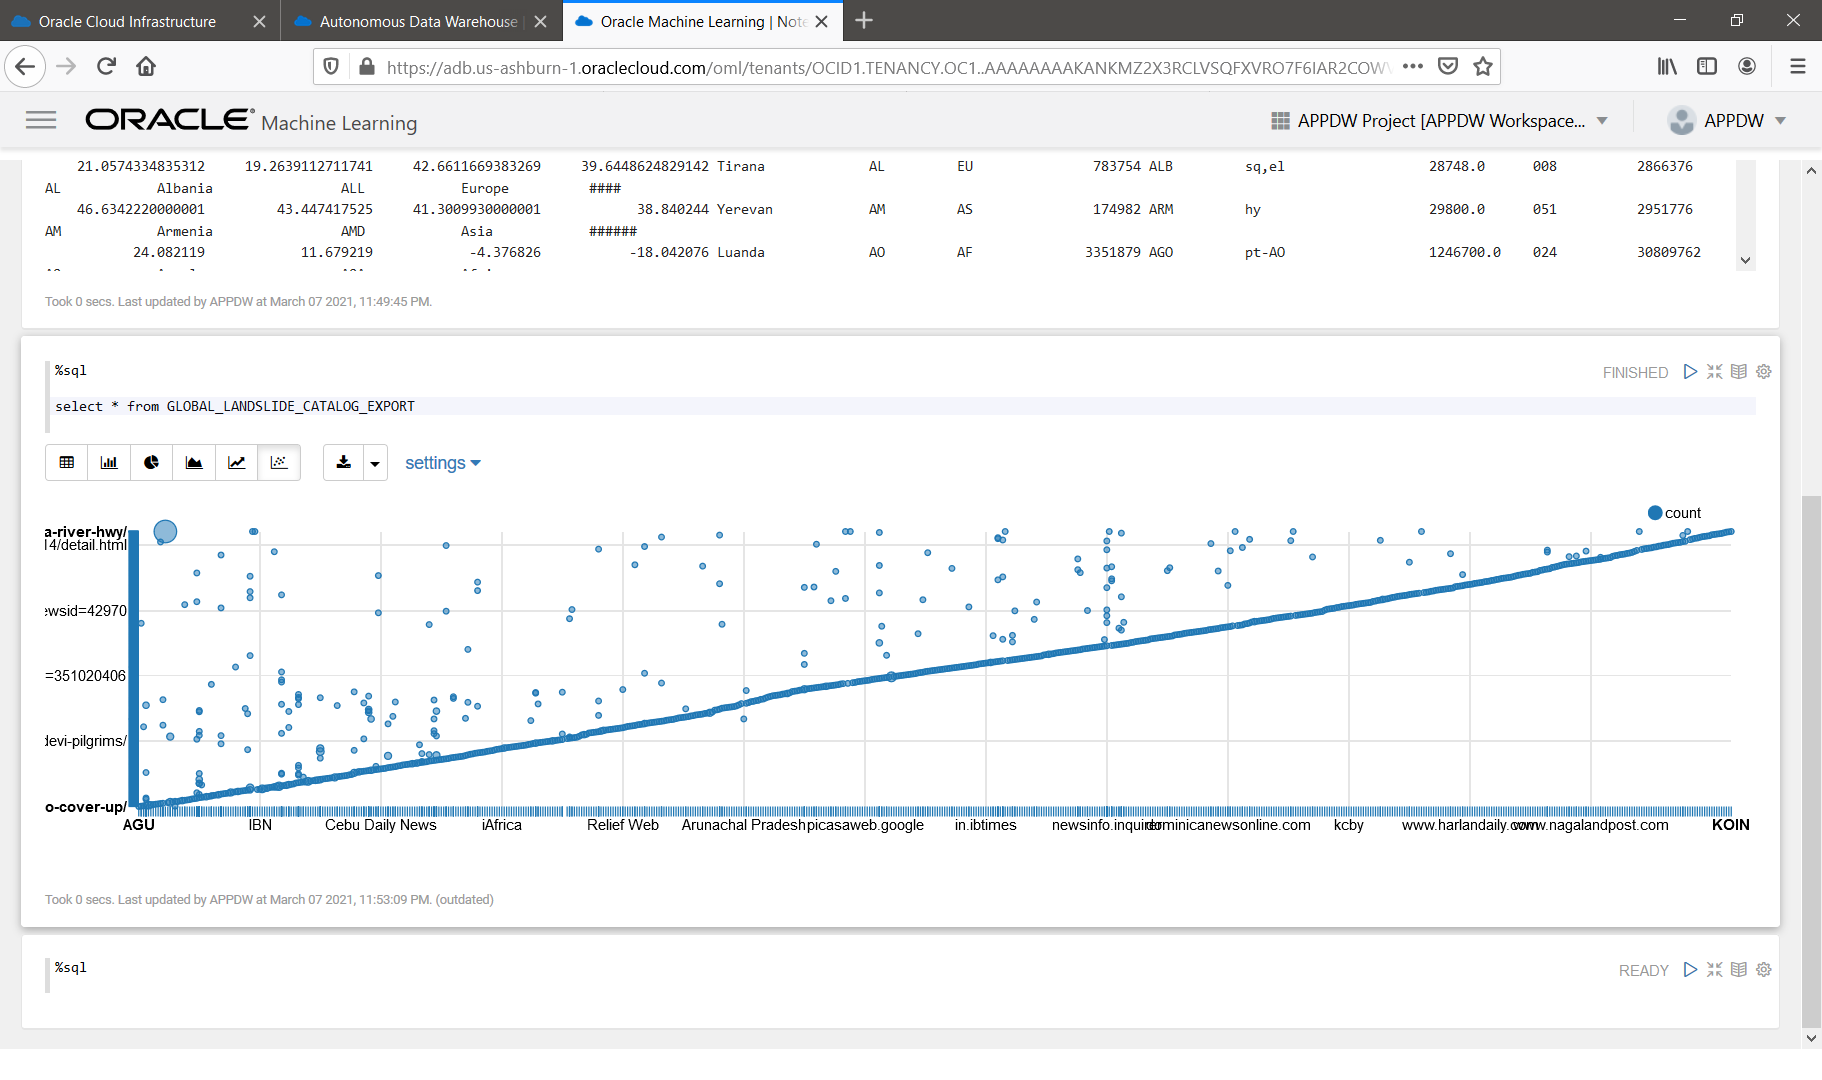 Oracle Cloud Infrastructure
Autonomous Data Warehouse |
Oracle Machine Learning | Note
https://adb.us-ashburn-1.oraclecloud.com/oml/tenants/OCID1.TENANCY.OC1..AAAAAAAAKANKMZ2X3RCLVSQFXVRO7F6IAR2COWV
ORACLE Machine Learning
APPDW Project [APPDW Workspace...
APPDW
21.0574334835312 19.2639112711741 42.6611669383269 39.6448624829142 Tirana AL EU 783754 ALB sq,el 28748.0 008 2866376
AL Albania ALL Europe ####
46.6342220000001 43.447417525 41.3009930000001 38.840244 Yerevan AM AS 174982 ARM hy 29800.0 051 2951776
AM Armenia AMD Asia ######
24.082119 11.679219 -4.376826 -18.042076 Luanda AO AF 3351879 AGO pt-AO 1246700.0 024 30809762
Took 0 secs. Last updated by APPDW at March 07 2021, 11:49:45 PM.
%sql
FINISHED
select * from GLOBAL_LANDSLIDE_CATALOG_EXPORT
settings
count
a-river-hwy/
l4/detail.html
ewsid=42970
=351020406
devi-pilgrims/
o-cover-up/
AGU IBN Cebu Daily News iAfrica Relief Web Arunachal Pradesh picasaweb.google in.ibtimes newsinfo.inquirer dominicanewsonline.com kcby www.harlandaily.com www.nagalandpost.com KOIN
Took 0 secs. Last updated by APPDW at March 07 2021, 11:53:09 PM. (outdated)
%sql
READY